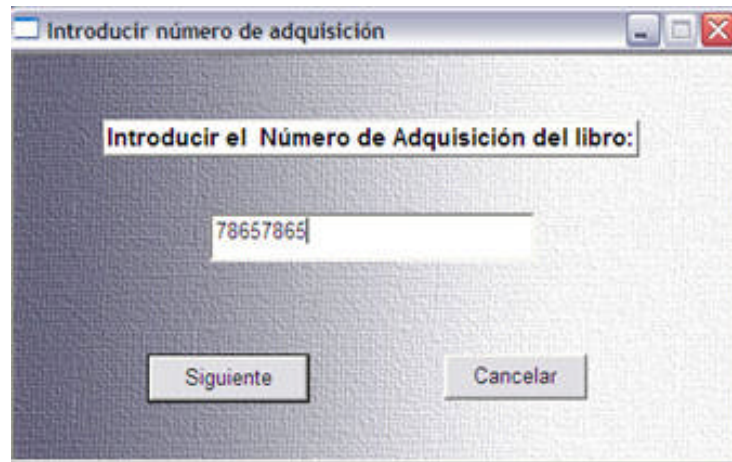 Introducir número de adquisición
Introducir el Número de Adquisición del libro:
78657865
Siguiente Cancelar